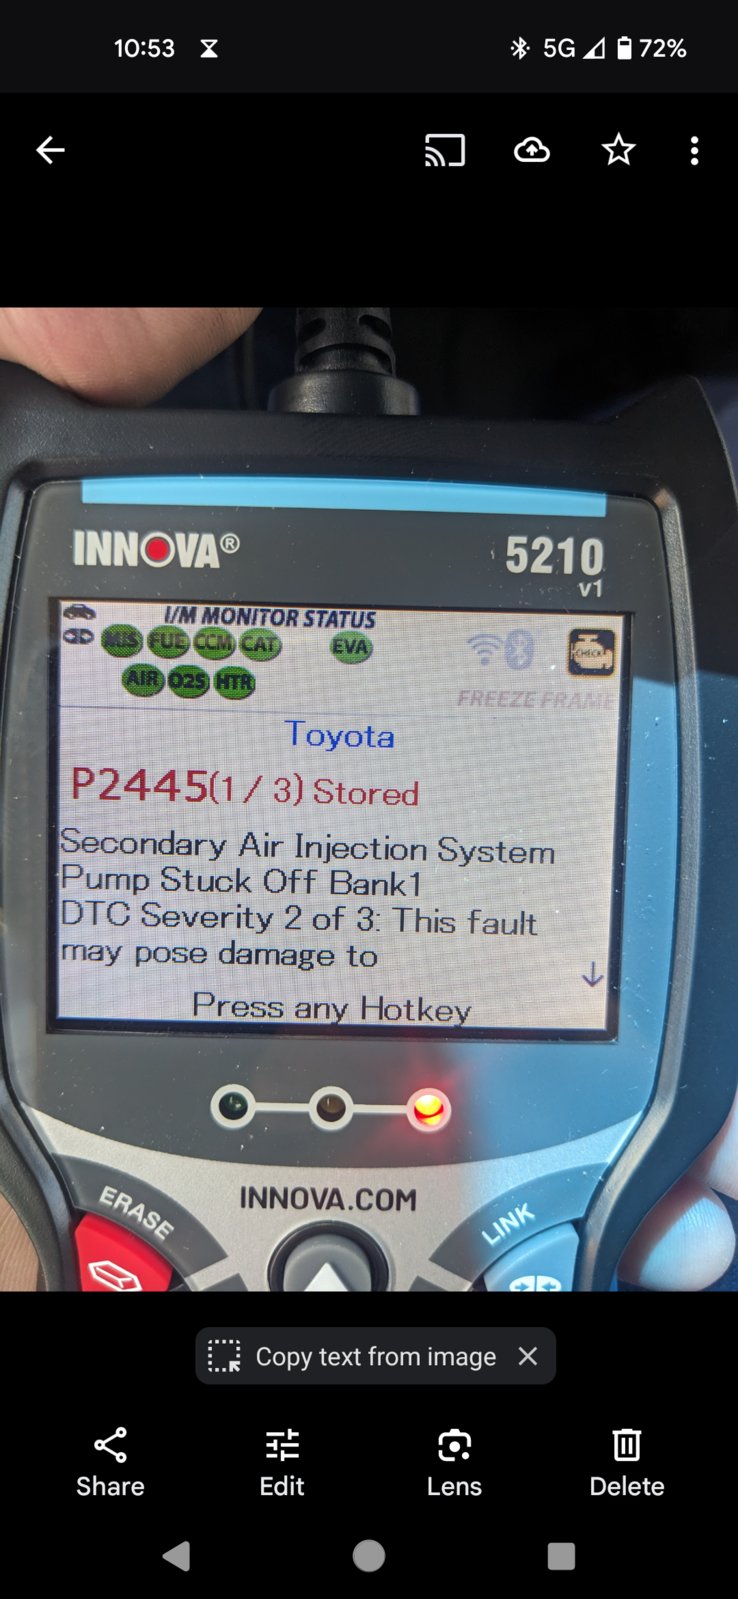 10:53 5G 72%
INNOVA®
5210
v1
I/M MONITOR STATUS
MIS FUE CCM CAT EVA
CHECK
AIR O2S HTR
FREEZE FRAME
Toyota
P2445(1 / 3) Stored
Secondary Air Injection System
Pump Stuck Off Bank1
DTC Severity 2 of 3: This fault
may pose damage to
Press any Hotkey
INNOVA.COM
ERASE
LINK
Copy text from image
Share Edit Lens Delete